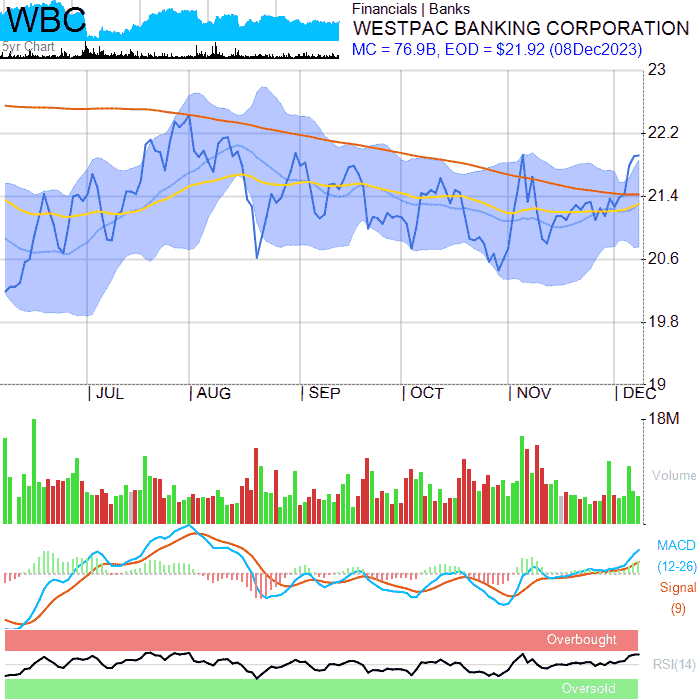 WBC
5yr Chart
Financials | Banks
WESTPAC BANKING CORPORATION
MC = 76.9B, EOD = $21.92 (08Dec2023)
23
22.2
21.4
20.6
19.8
19
JUL AUG SEP OCT NOV DEC
18M
Volume
MACD
(12-26)
Signal
(9)
Overbought
RSI(14)
Oversold